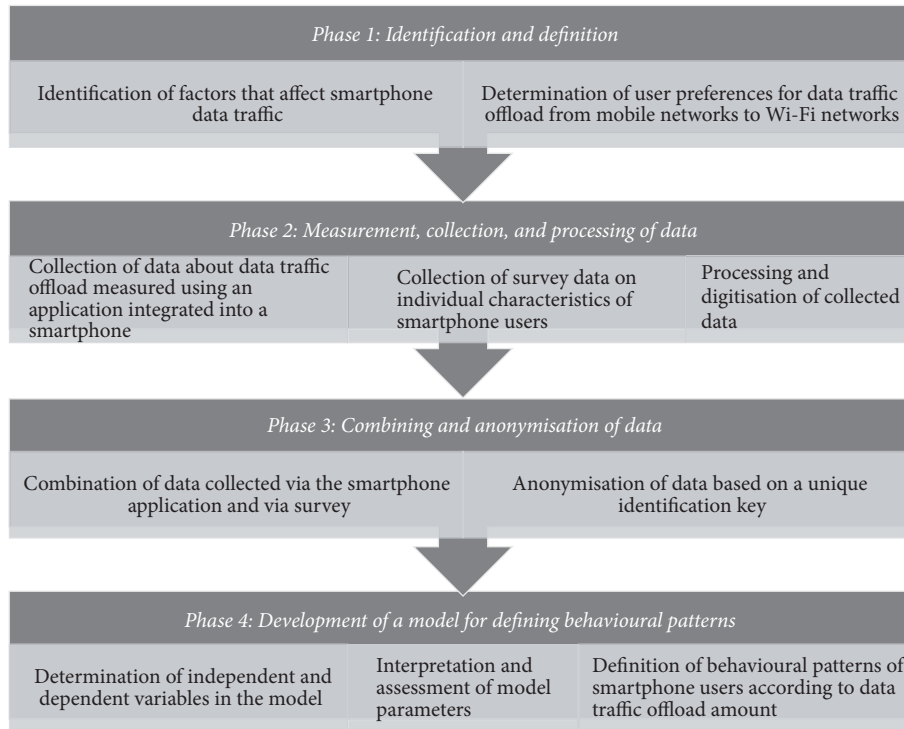 Phase 1: Identification and definition
Identification of factors that affect smartphone
data traffic
Determination of user preferences for data traffic
offload from mobile networks to Wi-Fi networks
Phase 2: Measurement, collection, and processing of data
Collection of data about data traffic
offload measured using an
application integrated into a
smartphone
Collection of survey data on
individual characteristics of
smartphone users
Processing and
digitisation of collected
data
Phase 3: Combining and anonymisation of data
Combination of data collected via the smartphone
application and via survey
Anonymisation of data based on a unique
identification key
Phase 4: Development of a model for defining behavioural patterns
Determination of independent and
dependent variables in the model
Interpretation and
assessment of model
parameters
Definition of behavioural patterns of
smartphone users according to data
traffic offload amount